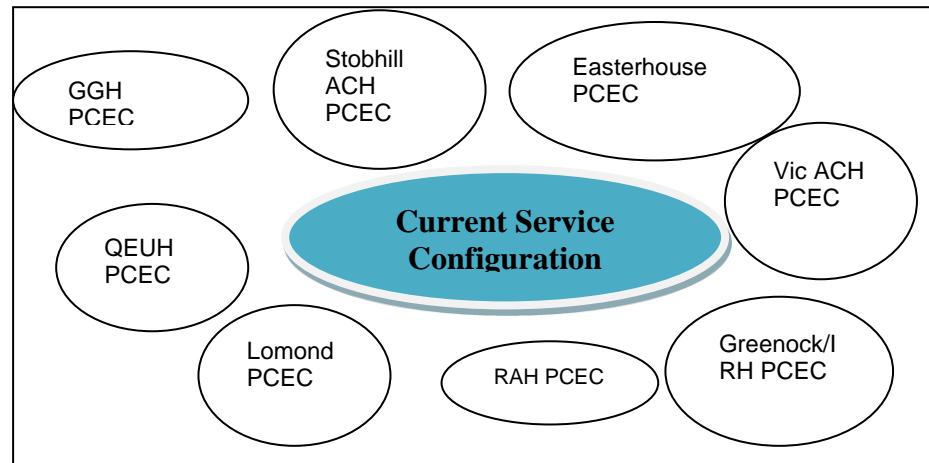 GGH
PCEC
Stobhill
ACH
PCEC
Easterhouse
PCEC
Vic ACH
PCEC
Current Service
Configuration
QEUH
PCEC
Lomond
PCEC
RAH PCEC
Greenock/I
RH PCEC